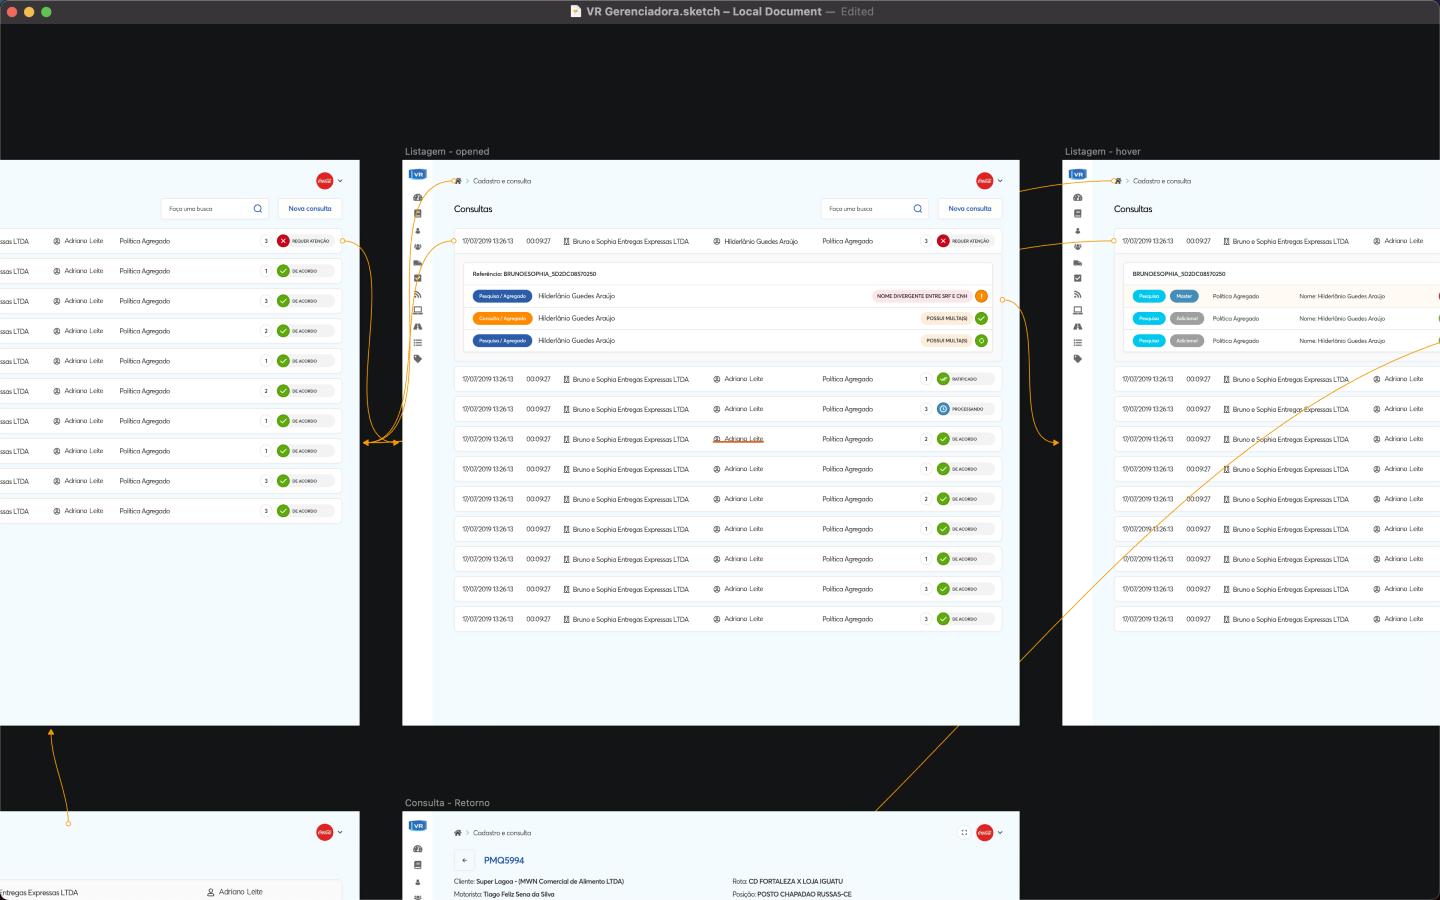 VR Gerenciadora.sketch – Local Document — Edited
Listagem - opened
Listagem - hover
Faça uma busca
Nova consulta
ssas LTDA Adriano Leite Política Agregado 3 REQUER ATENÇÃO
ssas LTDA Adriano Leite Política Agregado 1 DE ACORDO
ssas LTDA Adriano Leite Política Agregado 3 DE ACORDO
ssas LTDA Adriano Leite Política Agregado 2 DE ACORDO
ssas LTDA Adriano Leite Política Agregado 1 DE ACORDO
ssas LTDA Adriano Leite Política Agregado 2 DE ACORDO
ssas LTDA Adriano Leite Política Agregado 1 DE ACORDO
ssas LTDA Adriano Leite Política Agregado 1 DE ACORDO
ssas LTDA Adriano Leite Política Agregado 3 DE ACORDO
ssas LTDA Adriano Leite Política Agregado 3 DE ACORDO
VR
Cadastro e consulta
Consultas
Faça uma busca
Nova consulta
17/07/2019 13:26:13 00:09:27 Bruno e Sophia Entregas Expressas LTDA Hilderlânio Guedes Araújo Política Agregado 3 REQUER ATENÇÃO
Referência: BRUNOESOPHIA_5D2DC08570250
Pesquisa / Agregado Hilderlânio Guedes Araújo NOME DIVERGENTE ENTRE SRF E CNH
Consulta / Agregado Hilderlânio Guedes Araújo POSSUI MULTA(S)
Pesquisa / Agregado Hilderlânio Guedes Araújo POSSUI MULTA(S)
17/07/2019 13:26:13 00:09:27 Bruno e Sophia Entregas Expressas LTDA Adriano Leite Política Agregado 1 RATIFICADO
17/07/2019 13:26:13 00:09:27 Bruno e Sophia Entregas Expressas LTDA Adriano Leite Política Agregado 3 PROCESSANDO
17/07/2019 13:26:13 00:09:27 Bruno e Sophia Entregas Expressas LTDA Adriano Leite Política Agregado 2 DE ACORDO
17/07/2019 13:26:13 00:09:27 Bruno e Sophia Entregas Expressas LTDA Adriano Leite Política Agregado 1 DE ACORDO
17/07/2019 13:26:13 00:09:27 Bruno e Sophia Entregas Expressas LTDA Adriano Leite Política Agregado 2 DE ACORDO
17/07/2019 13:26:13 00:09:27 Bruno e Sophia Entregas Expressas LTDA Adriano Leite Política Agregado 1 DE ACORDO
17/07/2019 13:26:13 00:09:27 Bruno e Sophia Entregas Expressas LTDA Adriano Leite Política Agregado 1 DE ACORDO
17/07/2019 13:26:13 00:09:27 Bruno e Sophia Entregas Expressas LTDA Adriano Leite Política Agregado 3 DE ACORDO
17/07/2019 13:26:13 00:09:27 Bruno e Sophia Entregas Expressas LTDA Adriano Leite Política Agregado 3 DE ACORDO
VR
Cadastro e consulta
Consultas
17/07/2019 13:26:13 00:09:27 Bruno e Sophia Entregas Expressas LTDA Adriano Leite
BRUNOESOPHIA_5D2DC08570250
Pesquisa Master Política Agregado Nome: Hilderlânio Guedes Araújo
Pesquisa Adicional Política Agregado Nome: Hilderlânio Guedes Araújo
Pesquisa Adicional Política Agregado Nome: Hilderlânio Guedes Araújo
17/07/2019 13:26:13 00:09:27 Bruno e Sophia Entregas Expressas LTDA Adriano Leite
17/07/2019 13:26:13 00:09:27 Bruno e Sophia Entregas Expressas LTDA Adriano Leite
17/07/2019 13:26:13 00:09:27 Bruno e Sophia Entregas Expressas LTDA Adriano Leite
17/07/2019 13:26:13 00:09:27 Bruno e Sophia Entregas Expressas LTDA Adriano Leite
17/07/2019 13:26:13 00:09:27 Bruno e Sophia Entregas Expressas LTDA Adriano Leite
17/07/2019 13:26:13 00:09:27 Bruno e Sophia Entregas Expressas LTDA Adriano Leite
17/07/2019 13:26:13 00:09:27 Bruno e Sophia Entregas Expressas LTDA Adriano Leite
17/07/2019 13:26:13 00:09:27 Bruno e Sophia Entregas Expressas LTDA Adriano Leite
17/07/2019 13:26:13 00:09:27 Bruno e Sophia Entregas Expressas LTDA Adriano Leite
Entregas Expressas LTDA Adriano Leite
Consulta - Retorno
VR
Cadastro e consulta
PMQ5994
Cliente: Super Lagoa - (MWN Comercial de Alimento LTDA)
Rota: CD FORTALEZA X LOJA IGUATU
Motorista: Tiago Feliz Sena da Silva
Posição: POSTO CHAPADAO RUSSAS-CE